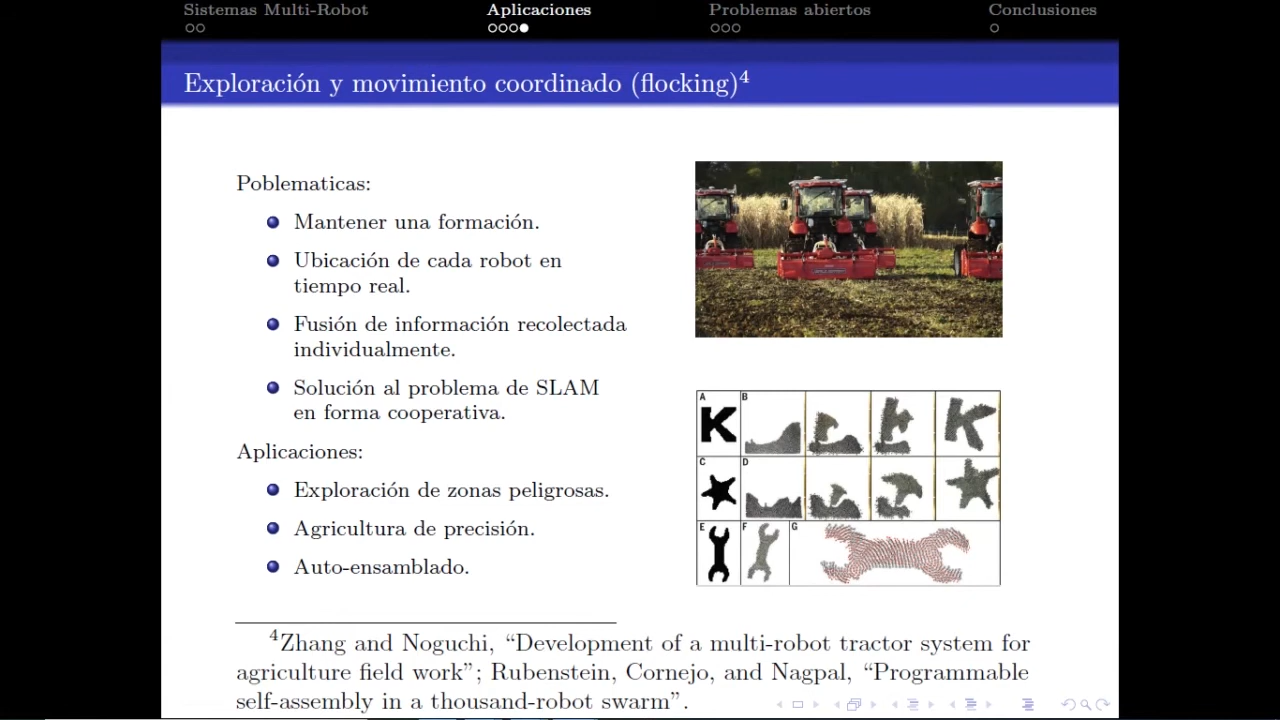 Sistemas Multi-Robot Aplicaciones Problemas abiertos Conclusiones
Exploración y movimiento coordinado (flocking)4
Poblematicas:
Mantener una formación.
Ubicación de cada robot en
tiempo real.
Fusión de información recolectada
individualmente.
Solución al problema de SLAM
en forma cooperativa.
Aplicaciones:
Exploración de zonas peligrosas.
Agricultura de precisión.
Auto-ensamblado.
A B
K
C D
E F G
4Zhang and Noguchi, “Development of a multi-robot tractor system for
agriculture field work”; Rubenstein, Cornejo, and Nagpal, “Programmable
self-assembly in a thousand-robot swarm”.